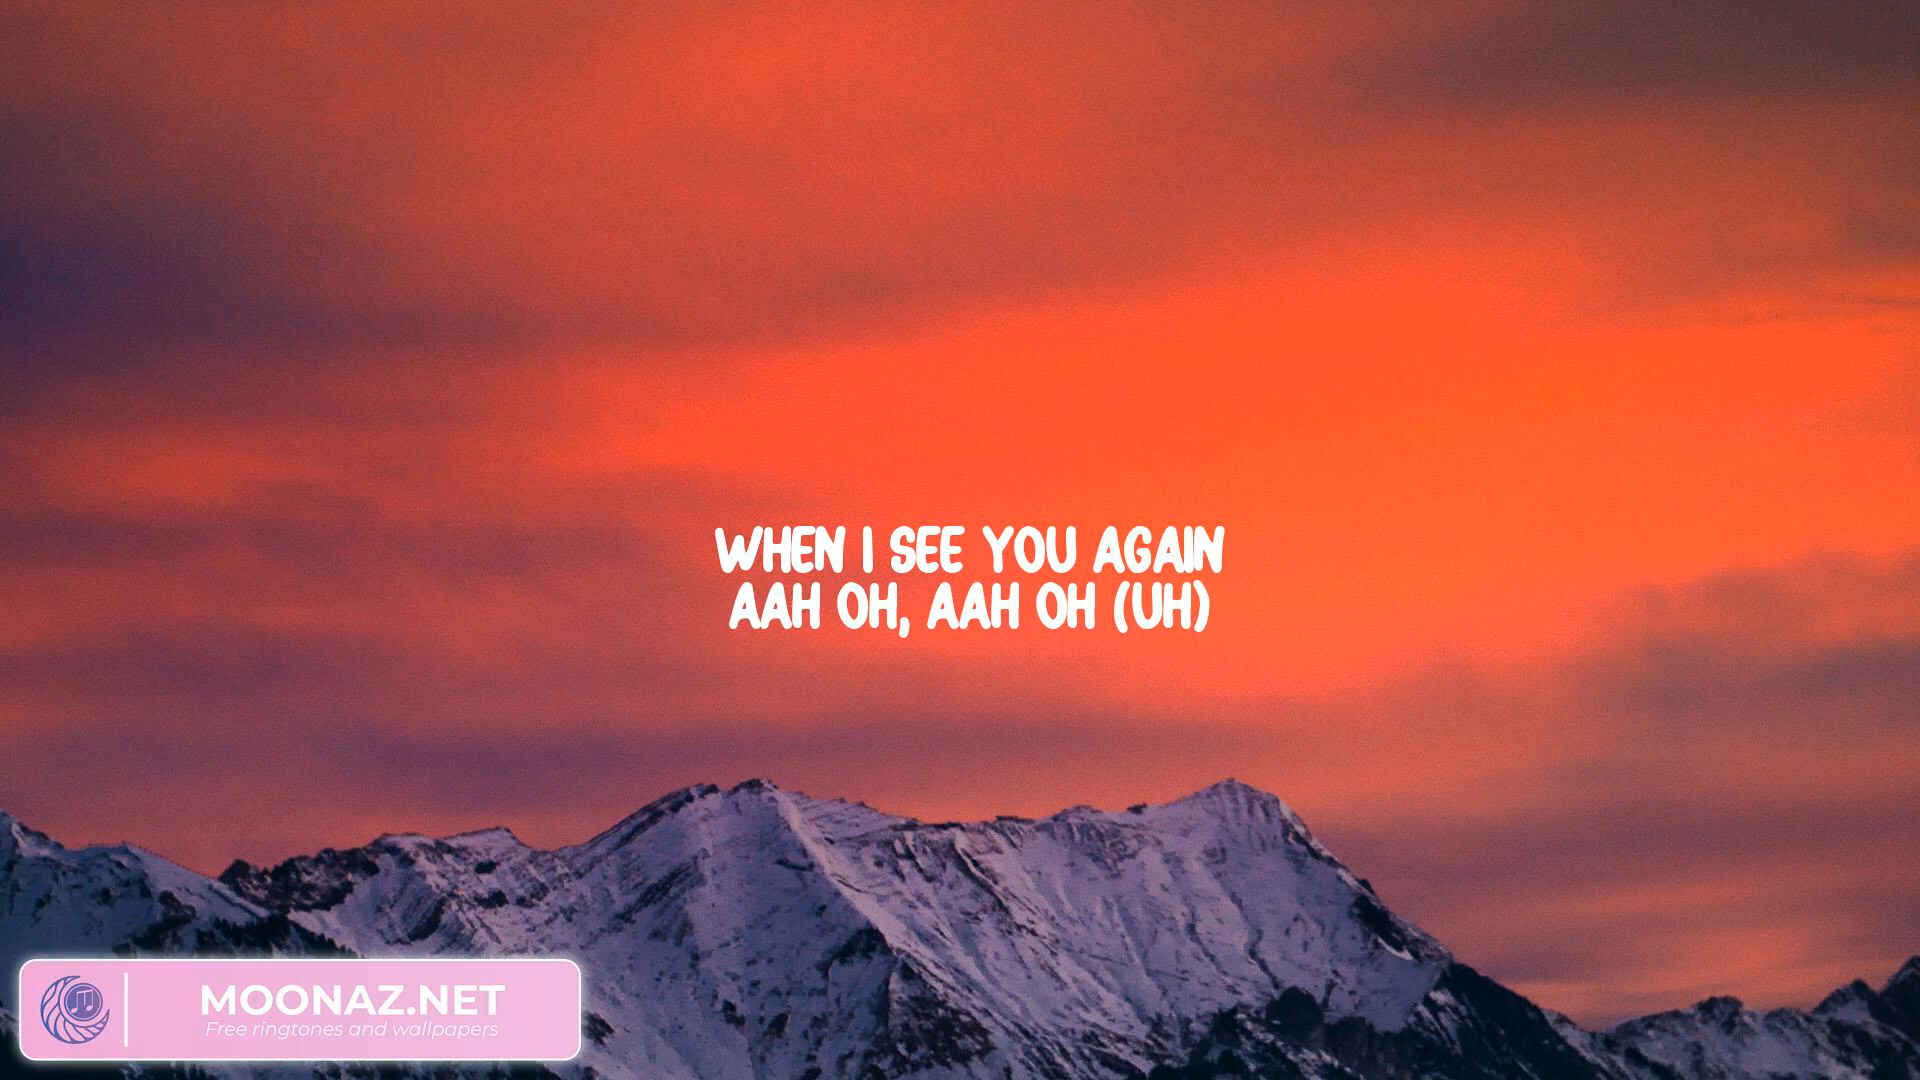 WHEN I SEE YOU AGAIN
AAH OH, AAH OH (UH)
MOONAZ.NET
Free ringtones and wallpapers